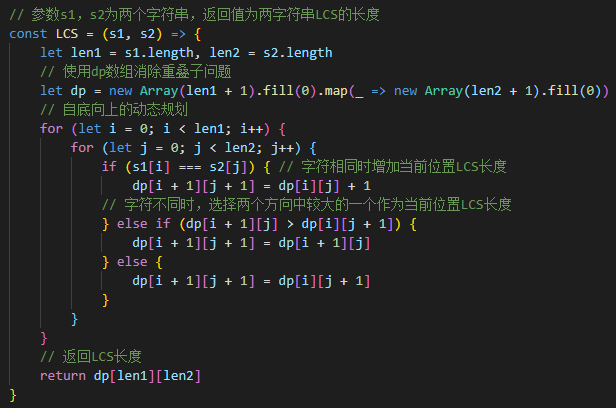 // 参数s1，s2为两个字符串，返回值为两字符串LCS的长度
const LCS = (s1, s2) => {
    let len1 = s1.length, len2 = s2.length
    // 使用dp数组消除重叠子问题
    let dp = new Array(len1 + 1).fill(0).map(_ => new Array(len2 + 1).fill(0))
    // 自底向上的动态规划
    for (let i = 0; i < len1; i++) {
        for (let j = 0; j < len2; j++) {
            if (s1[i] === s2[j]) { // 字符相同时增加当前位置LCS长度
                dp[i + 1][j + 1] = dp[i][j] + 1
            // 字符不同时，选择两个方向中较大的一个作为当前位置LCS长度
            } else if (dp[i + 1][j] > dp[i][j + 1]) {
                dp[i + 1][j + 1] = dp[i + 1][j]
            } else {
                dp[i + 1][j + 1] = dp[i][j + 1]
            }
        }
    }
    // 返回LCS长度
    return dp[len1][len2]
}